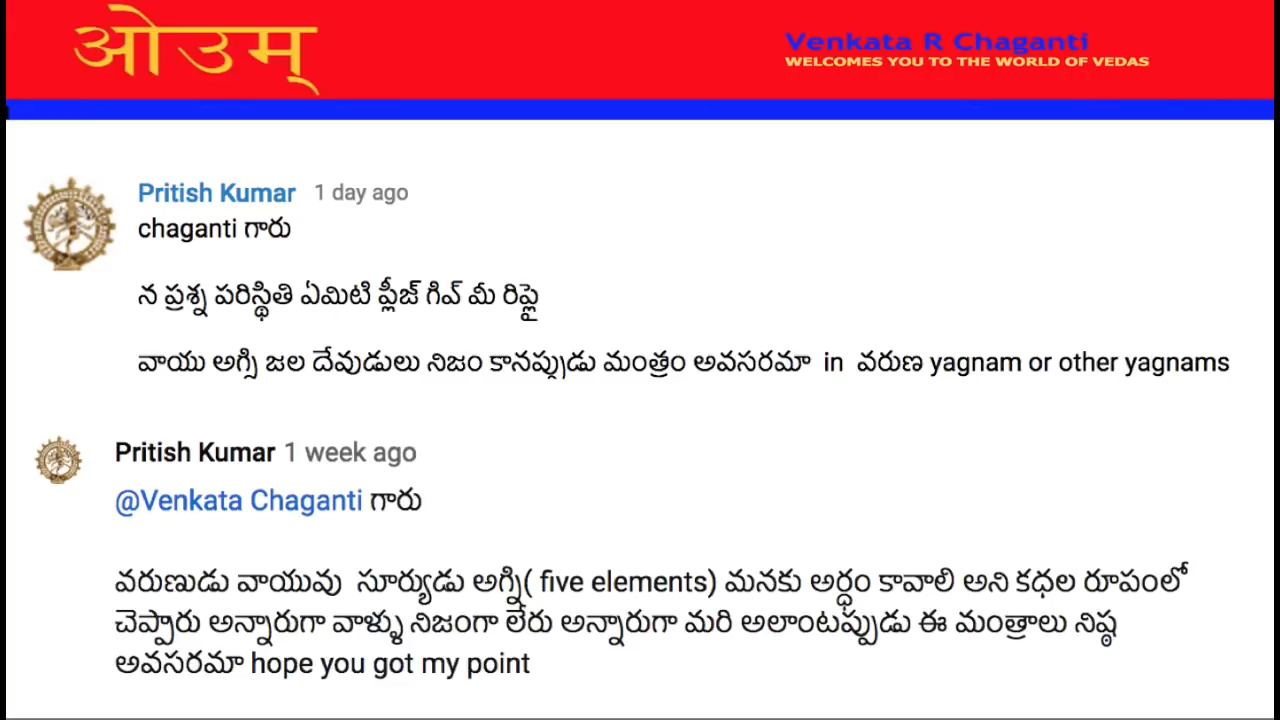 ओउम्
Venkata R Chaganti
WELCOMES YOU TO THE WORLD OF VEDAS
Pritish Kumar 1 day ago
chaganti గారు
న ప్రశ్న పరిస్థితి ఏమిటి ప్లీజ్ గివ్ మీ రిప్లై
వాయు అగ్ని జల దేవుడులు నిజం కానప్పుడు మంత్రం అవసరమా in వరుణ yagnam or other yagnams
Pritish Kumar 1 week ago
@Venkata Chaganti గారు
వరుణుడు వాయువు సూర్యుడు అగ్ని( five elements) మనకు అర్ధం కావాలి అని కధల రూపంలో
చెప్పారు అన్నారుగా వాళ్ళు నిజంగా లేరు అన్నారుగా మరి అలాంటప్పుడు ఈ మంత్రాలు నిష్ఠ
అవసరమా hope you got my point